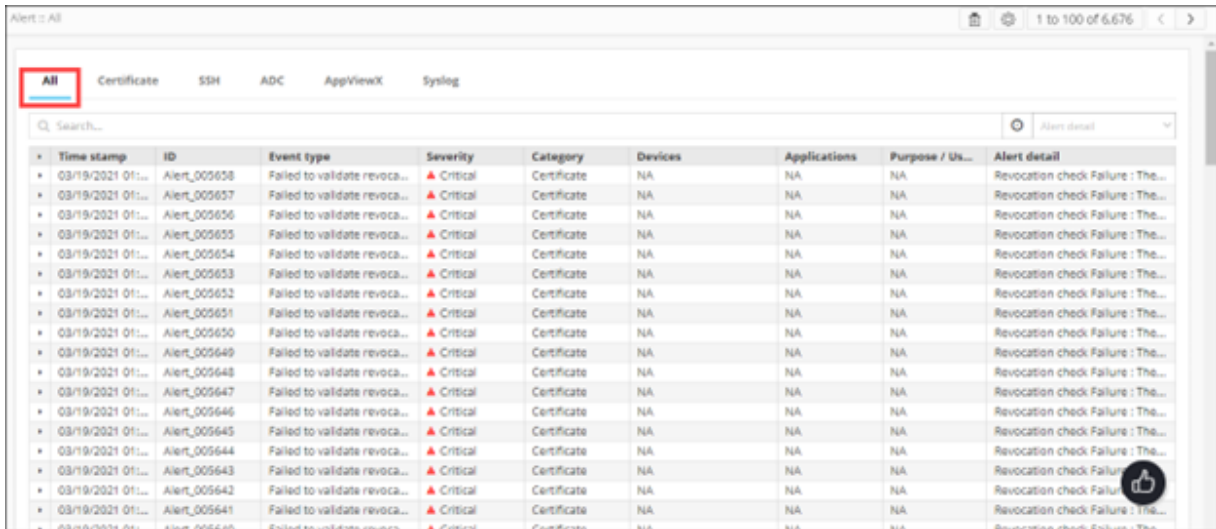 Alert :: All 1 to 100 of 6,676
All Certificate SSH ADC AppViewX Syslog
Search... Alert detail
Time stamp ID Event type Severity Category Devices Applications Purpose / Us... Alert detail
03/19/2021 01:... Alert_005658 Failed to validate revoca... Critical Certificate NA NA NA Revocation check Failure : The...
03/19/2021 01:... Alert_005657 Failed to validate revoca... Critical Certificate NA NA NA Revocation check Failure : The...
03/19/2021 01:... Alert_005656 Failed to validate revoca... Critical Certificate NA NA NA Revocation check Failure : The...
03/19/2021 01:... Alert_005655 Failed to validate revoca... Critical Certificate NA NA NA Revocation check Failure : The...
03/19/2021 01:... Alert_005654 Failed to validate revoca... Critical Certificate NA NA NA Revocation check Failure : The...
03/19/2021 01:... Alert_005653 Failed to validate revoca... Critical Certificate NA NA NA Revocation check Failure : The...
03/19/2021 01:... Alert_005652 Failed to validate revoca... Critical Certificate NA NA NA Revocation check Failure : The...
03/19/2021 01:... Alert_005651 Failed to validate revoca... Critical Certificate NA NA NA Revocation check Failure : The...
03/19/2021 01:... Alert_005650 Failed to validate revoca... Critical Certificate NA NA NA Revocation check Failure : The...
03/19/2021 01:... Alert_005649 Failed to validate revoca... Critical Certificate NA NA NA Revocation check Failure : The...
03/19/2021 01:... Alert_005648 Failed to validate revoca... Critical Certificate NA NA NA Revocation check Failure : The...
03/19/2021 01:... Alert_005647 Failed to validate revoca... Critical Certificate NA NA NA Revocation check Failure : The...
03/19/2021 01:... Alert_005646 Failed to validate revoca... Critical Certificate NA NA NA Revocation check Failure : The...
03/19/2021 01:... Alert_005645 Failed to validate revoca... Critical Certificate NA NA NA Revocation check Failure : The...
03/19/2021 01:... Alert_005644 Failed to validate revoca... Critical Certificate NA NA NA Revocation check Failure : The...
03/19/2021 01:... Alert_005643 Failed to validate revoca... Critical Certificate NA NA NA Revocation check
03/19/2021 01:... Alert_005642 Failed to validate revoca... Critical Certificate NA NA NA Revocation check
03/19/2021 01:... Alert_005641 Failed to validate revoca... Critical Certificate NA NA NA Revocation check Failure : The...